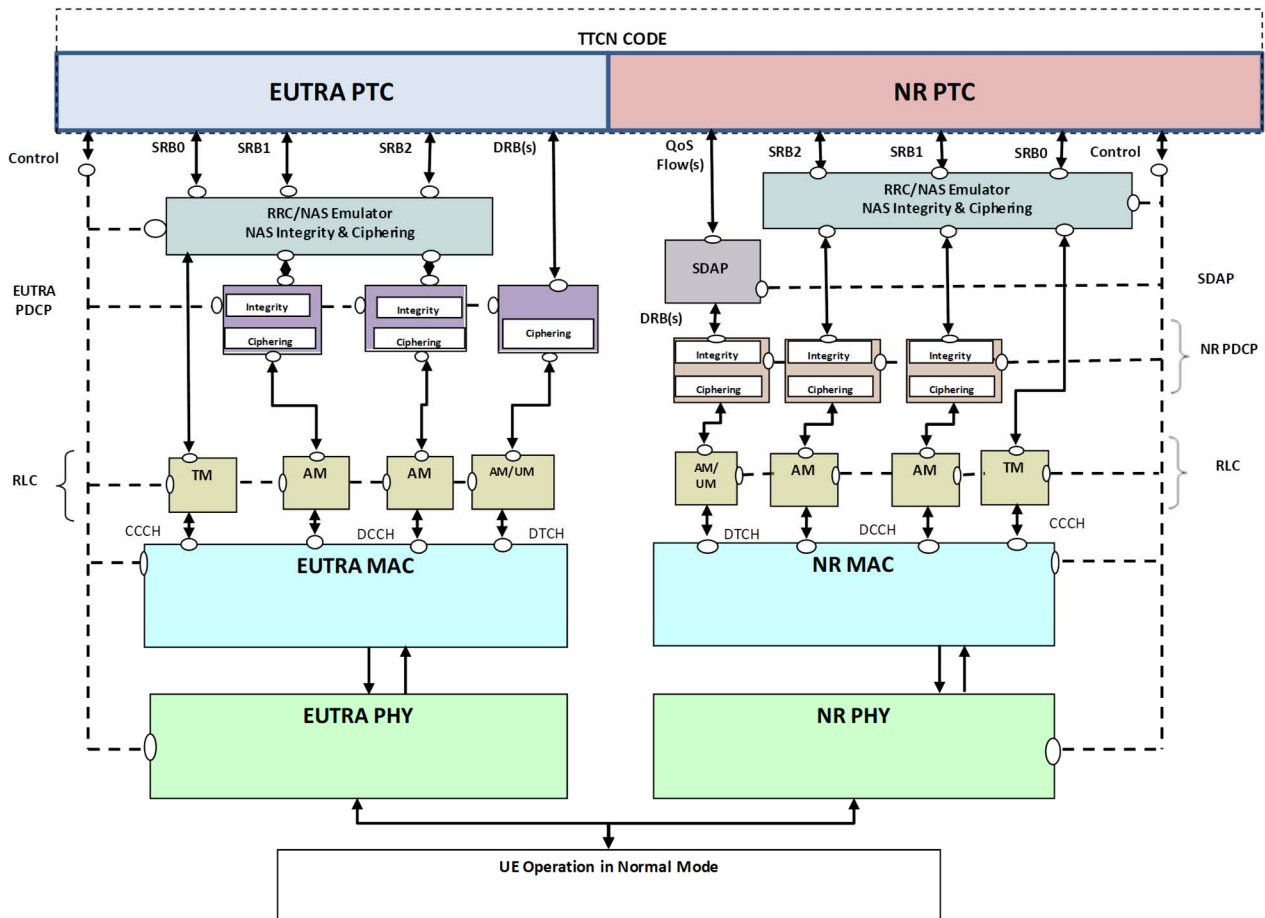 TTCN CODE
EUTRA PTC
NR PTC
Control
SRB0
SRB1
SRB2
DRB(s)
QoS
Flow(s)
SRB2
SRB1
SRB0
Control
RRC/NAS Emulator
NAS Integrity & Ciphering
RRC/NAS Emulator
NAS Integrity & Ciphering
SDAP
SDAP
EUTRA
PDCP
Integrity
Ciphering
Integrity
Ciphering
Ciphering
DRB(s)
Integrity
Ciphering
Integrity
Ciphering
Integrity
Ciphering
NR PDCP
RLC
TM
AM
AM
AM/UM
AM/
UM
AM
AM
TM
RLC
CCCH
DCCH
DTCH
DTCH
DCCH
CCCH
EUTRA MAC
NR MAC
EUTRA PHY
NR PHY
UE Operation in Normal Mode